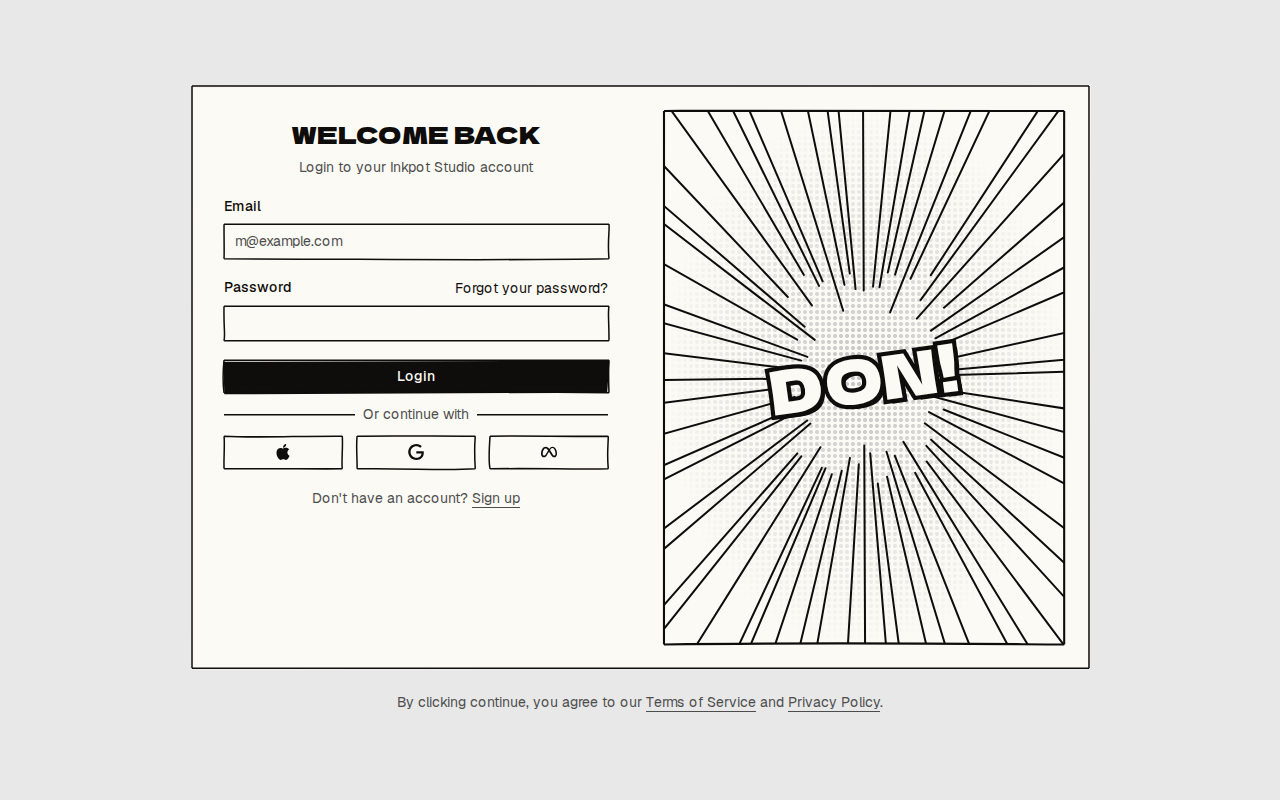 WELCOME BACK
Login to your Inkpot Studio account
Email
m@example.com
Password
Forgot your password?
Login
Or continue with
Don't have an account? Sign up
DON!
By clicking continue, you agree to our Terms of Service and Privacy Policy.